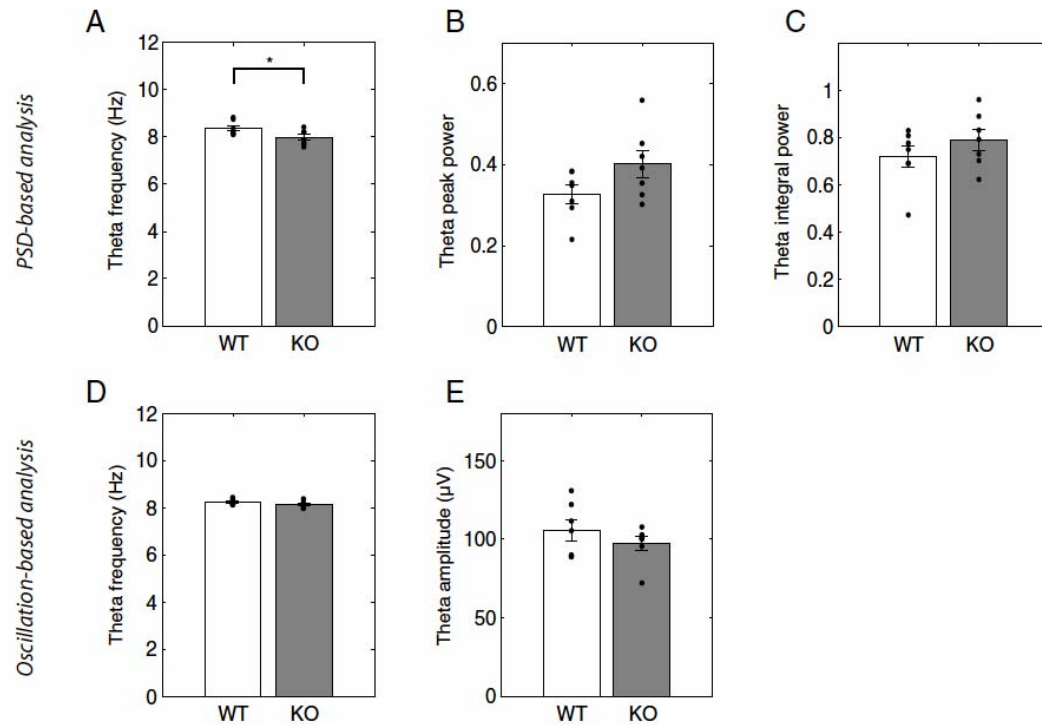 A
B
C
PSD-based analysis
Theta frequency (Hz)
12
10
8
6
4
2
0
*
WT KO
Theta peak power
0.6
0.4
0.2
0
WT KO
Theta integral power
1
0.8
0.6
0.4
0.2
0
WT KO
D
E
Oscillation-based analysis
Theta frequency (Hz)
12
10
8
6
4
2
0
WT KO
Theta amplitude (µV)
150
100
50
0
WT KO